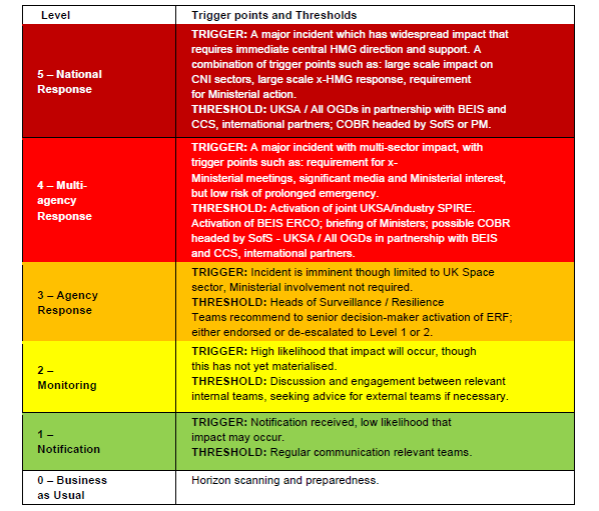 Level
Trigger points and Thresholds
5 – National
Response
TRIGGER: A major incident which has widespread impact that
requires immediate central HMG direction and support. A
combination of trigger points such as: large scale impact on
CNI sectors, large scale x-HMG response, requirement
for Ministerial action.
THRESHOLD: UKSA / All OGDs in partnership with BEIS and
CCS, international partners; COBR headed by SofS or PM.
4 – Multi-
agency
Response
TRIGGER: A major incident with multi-sector impact, with
trigger points such as: requirement for x-
Ministerial meetings, significant media and Ministerial interest,
but low risk of prolonged emergency.
THRESHOLD: Activation of joint UKSA/industry SPIRE.
Activation of BEIS ERCO; briefing of Ministers; possible COBR
headed by SofS - UKSA / All OGDs in partnership with BEIS
and CCS, international partners.
3 – Agency
Response
TRIGGER: Incident is imminent though limited to UK Space
sector, Ministerial involvement not required.
THRESHOLD: Heads of Surveillance / Resilience
Teams recommend to senior decision-maker activation of ERF;
either endorsed or de-escalated to Level 1 or 2.
2 –
Monitoring
TRIGGER: High likelihood that impact will occur, though
this has not yet materialised.
THRESHOLD: Discussion and engagement between relevant
internal teams, seeking advice for external teams if necessary.
1 –
Notification
TRIGGER: Notification received, low likelihood that
impact may occur.
THRESHOLD: Regular communication relevant teams.
0 – Business
as Usual
Horizon scanning and preparedness.